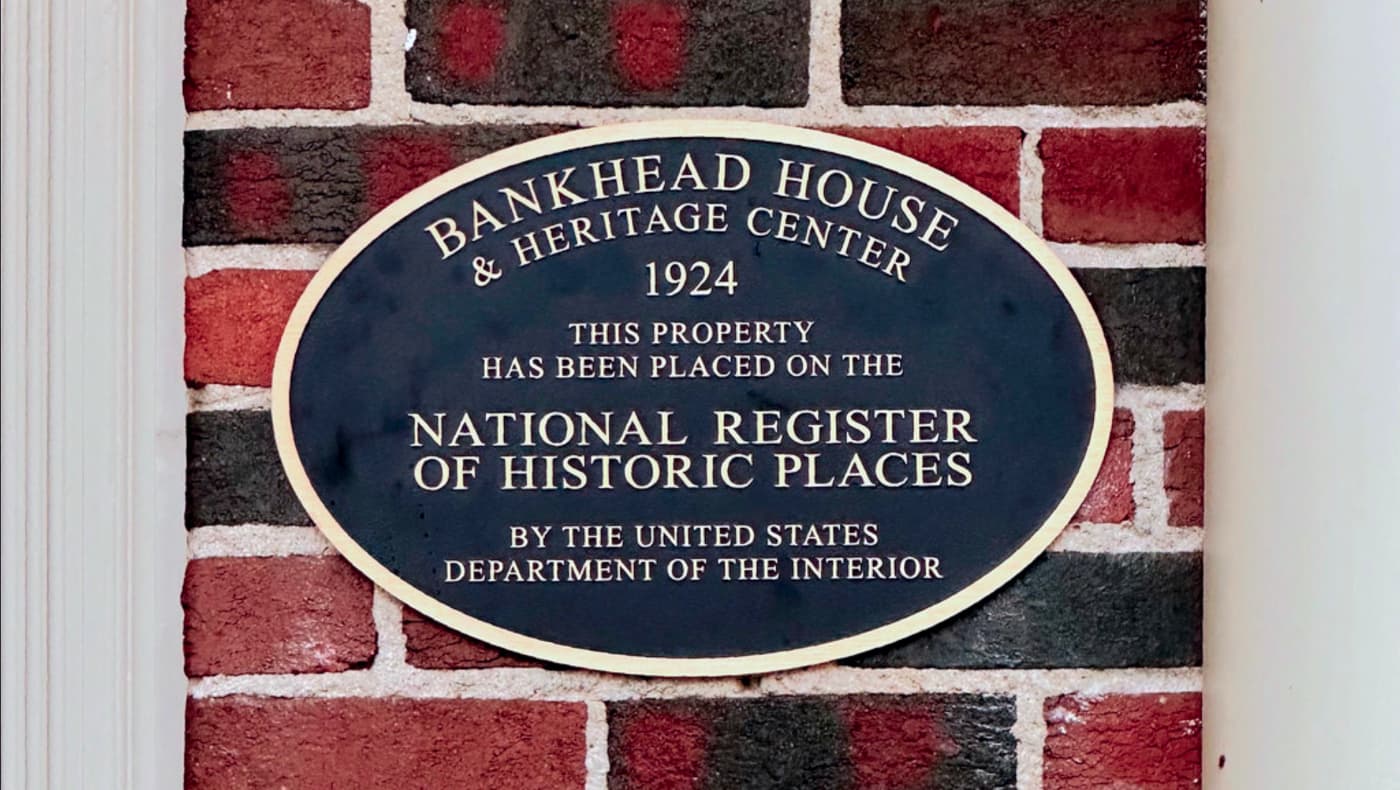 BANKHEAD HOUSE
& HERITAGE CENTER
1924
THIS PROPERTY
HAS BEEN PLACED ON THE
NATIONAL REGISTER
OF HISTORIC PLACES
BY THE UNITED STATES
DEPARTMENT OF THE INTERIOR